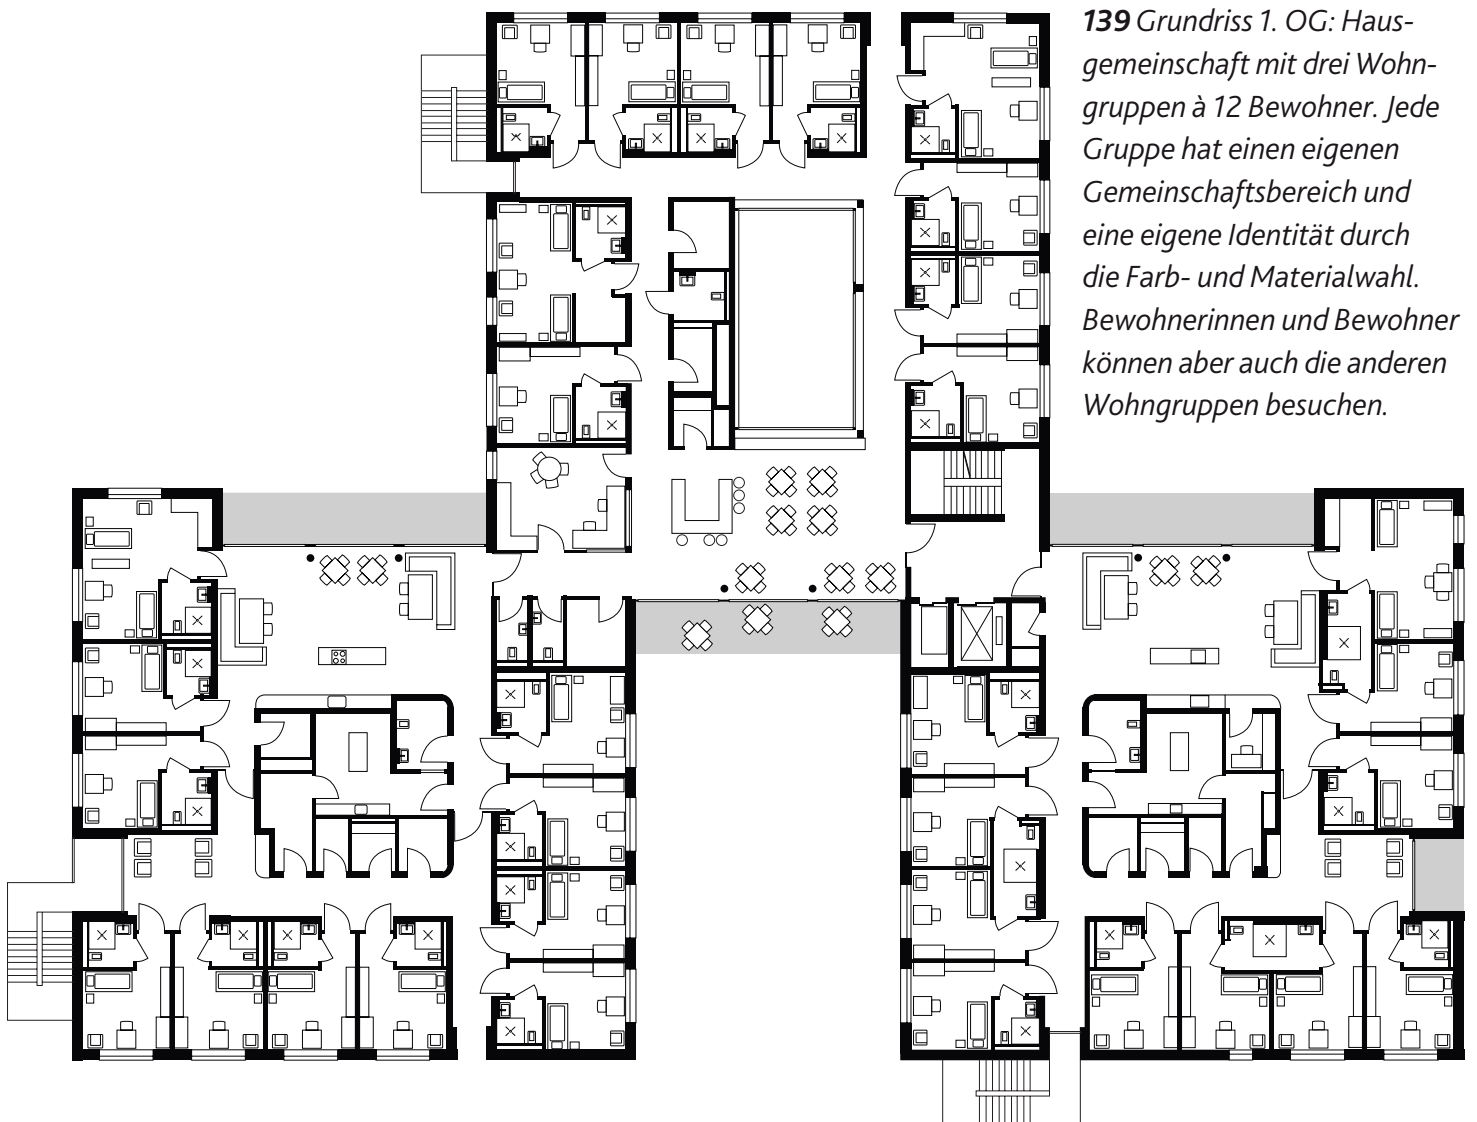 139 Grundriss 1. OG: Haus-
gemeinschaft mit drei Wohn-
gruppen à 12 Bewohner. Jede
Gruppe hat einen eigenen
Gemeinschaftsbereich und
eine eigene Identität durch
die Farb- und Materialwahl.
Bewohnerinnen und Bewohner
können aber auch die anderen
Wohngruppen besuchen.